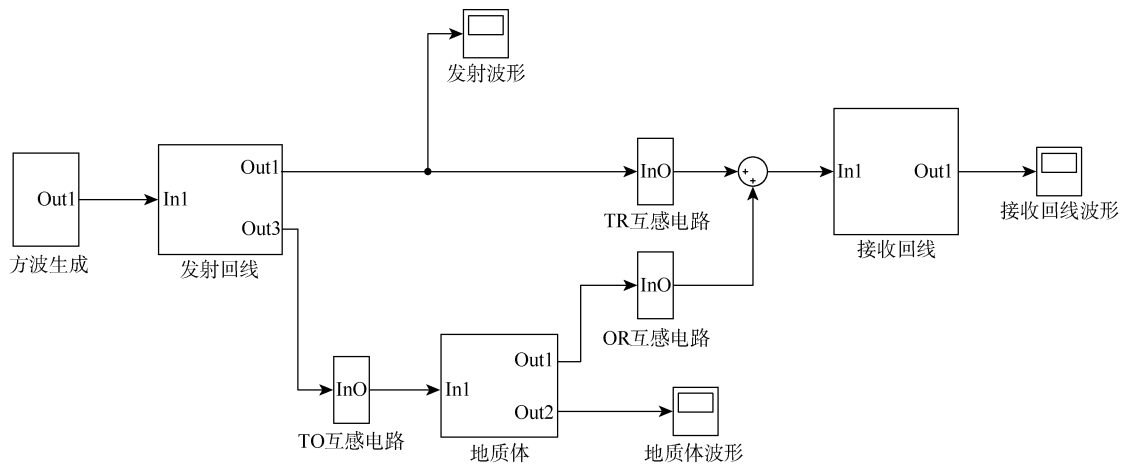 发射波形
Out1
方波生成
In1
Out1
Out3
发射回线
InO
TR互感电路
+
+
In1
Out1
接收回线
接收回线波形
InO
OR互感电路
InO
TO互感电路
In1
Out1
Out2
地质体
地质体波形